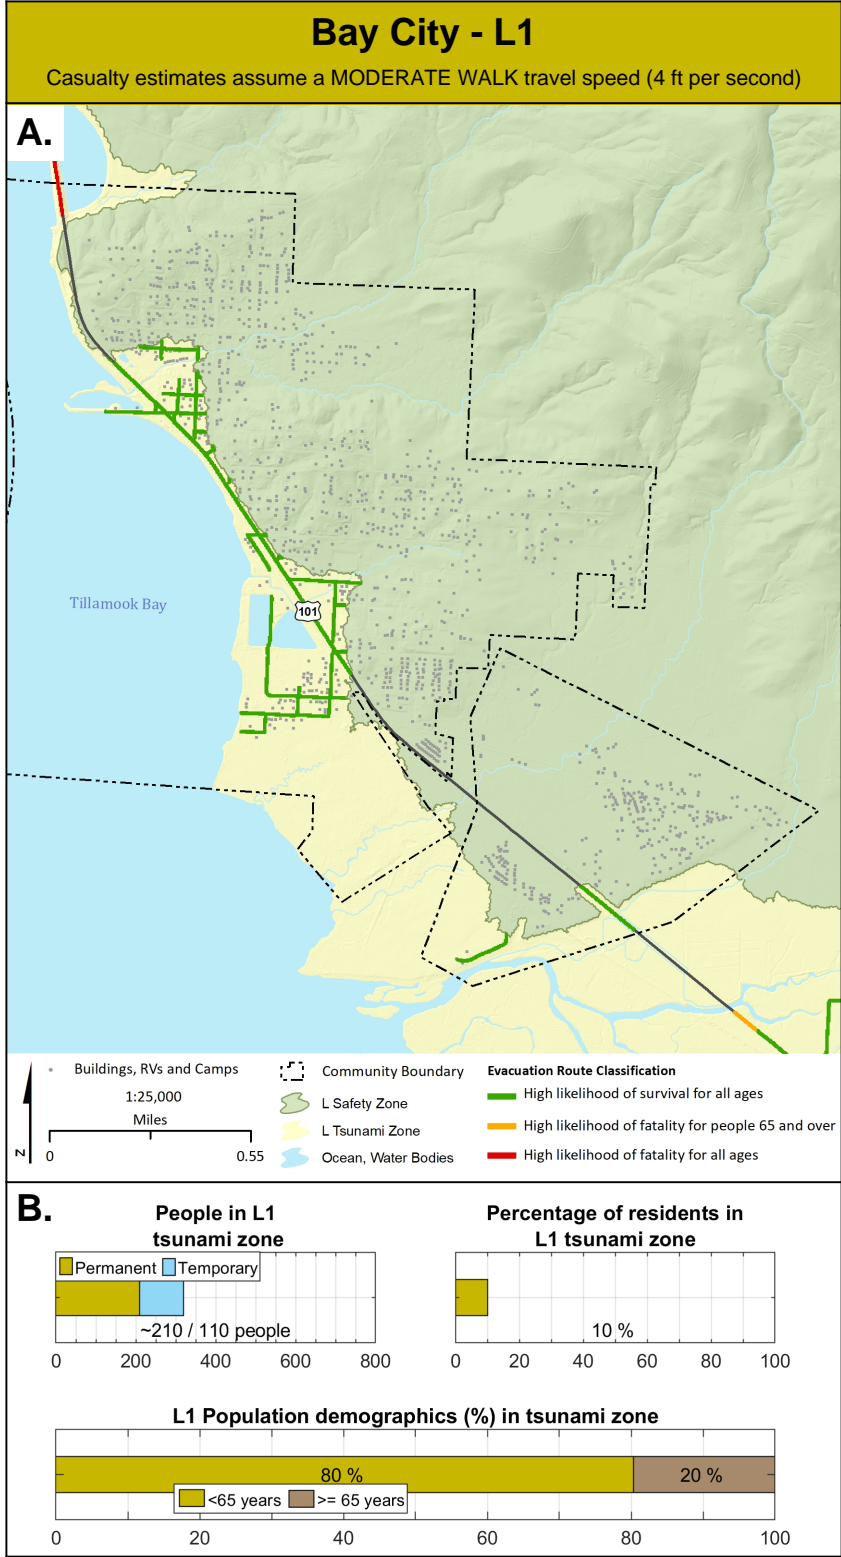 Bay City - L1
Casualty estimates assume a MODERATE WALK travel speed (4 ft per second)
A.
Tillamook Bay
101
Buildings, RVs and Camps
1:25,000
Miles
0 0.55
N
Community Boundary
L Safety Zone
L Tsunami Zone
Ocean, Water Bodies
Evacuation Route Classification
High likelihood of survival for all ages
High likelihood of fatality for people 65 and over
High likelihood of fatality for all ages
B.
People in L1
tsunami zone
Permanent Temporary
~210 / 110 people
0 200 400 600 800
Percentage of residents in
L1 tsunami zone
10 %
0 20 40 60 80 100
L1 Population demographics (%) in tsunami zone
80 % 20 %
<65 years >= 65 years
0 20 40 60 80 100